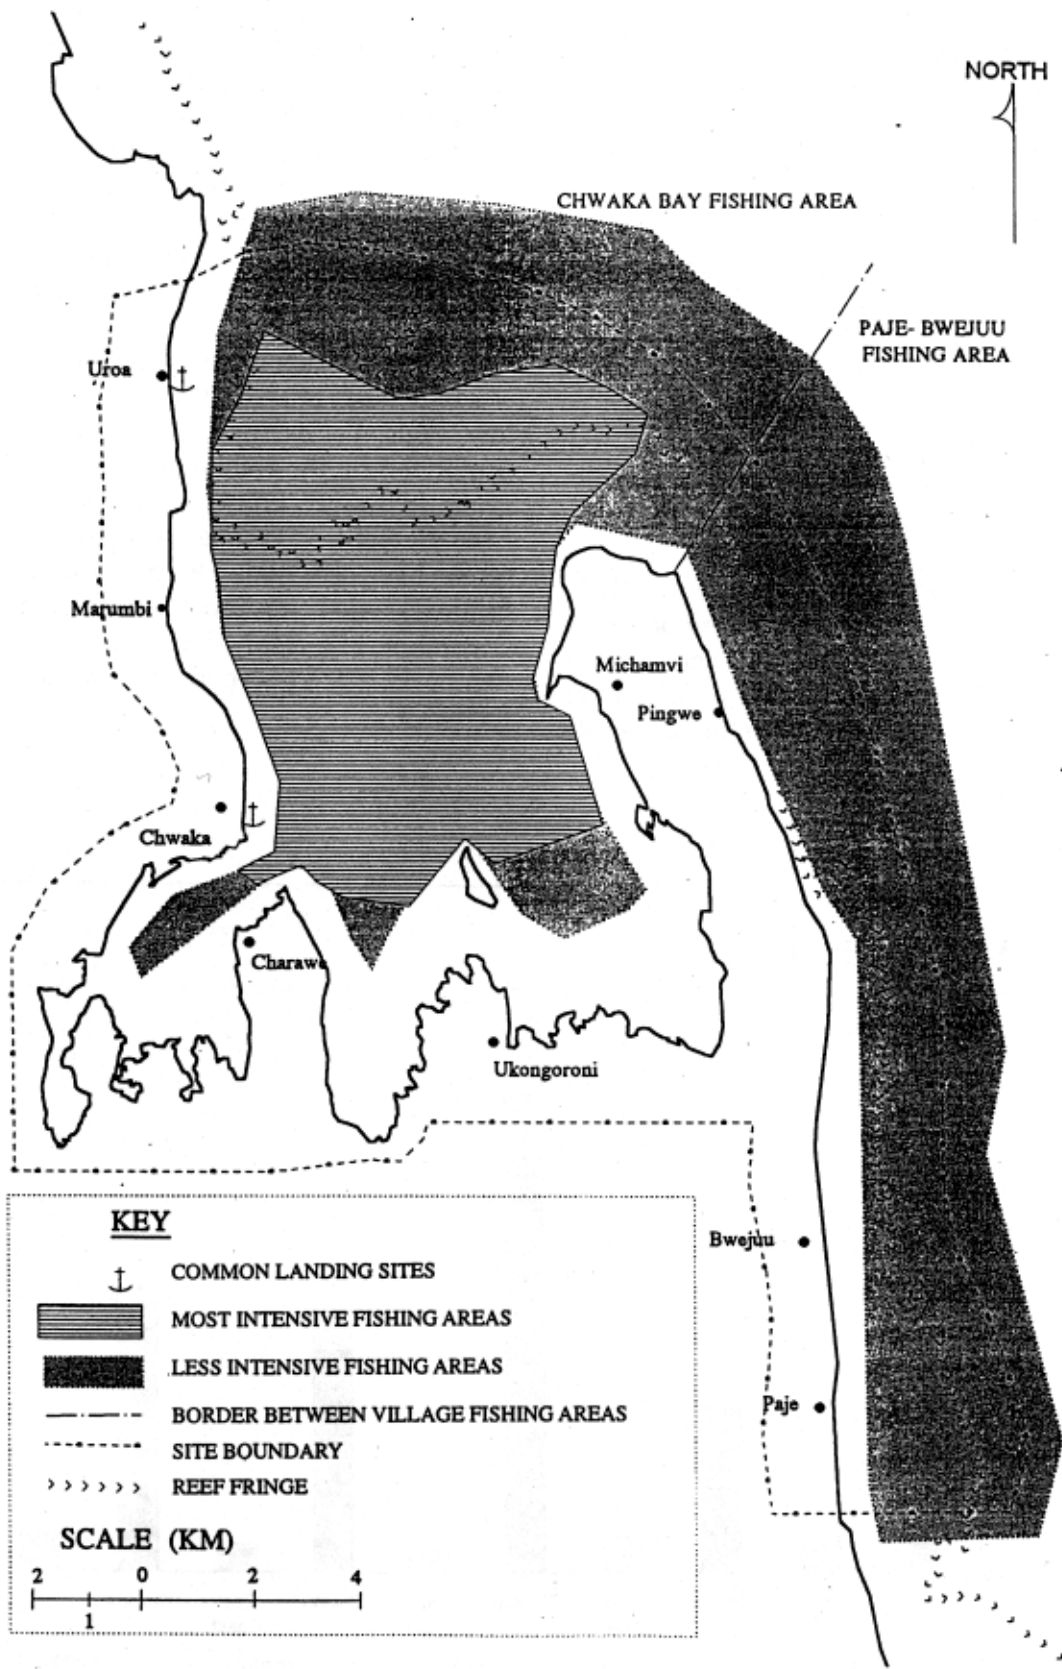 NORTH
CHWAKA BAY FISHING AREA
PAJE- BWEJUU
FISHING AREA
Uroa
Marumbi
Michamvi
Pingwe
Chwaka
Charawe
Ukongoroni
Bwejuu
Paje
KEY
COMMON LANDING SITES
MOST INTENSIVE FISHING AREAS
LESS INTENSIVE FISHING AREAS
BORDER BETWEEN VILLAGE FISHING AREAS
SITE BOUNDARY
REEF FRINGE
SCALE (KM)
2 0 2 4
1